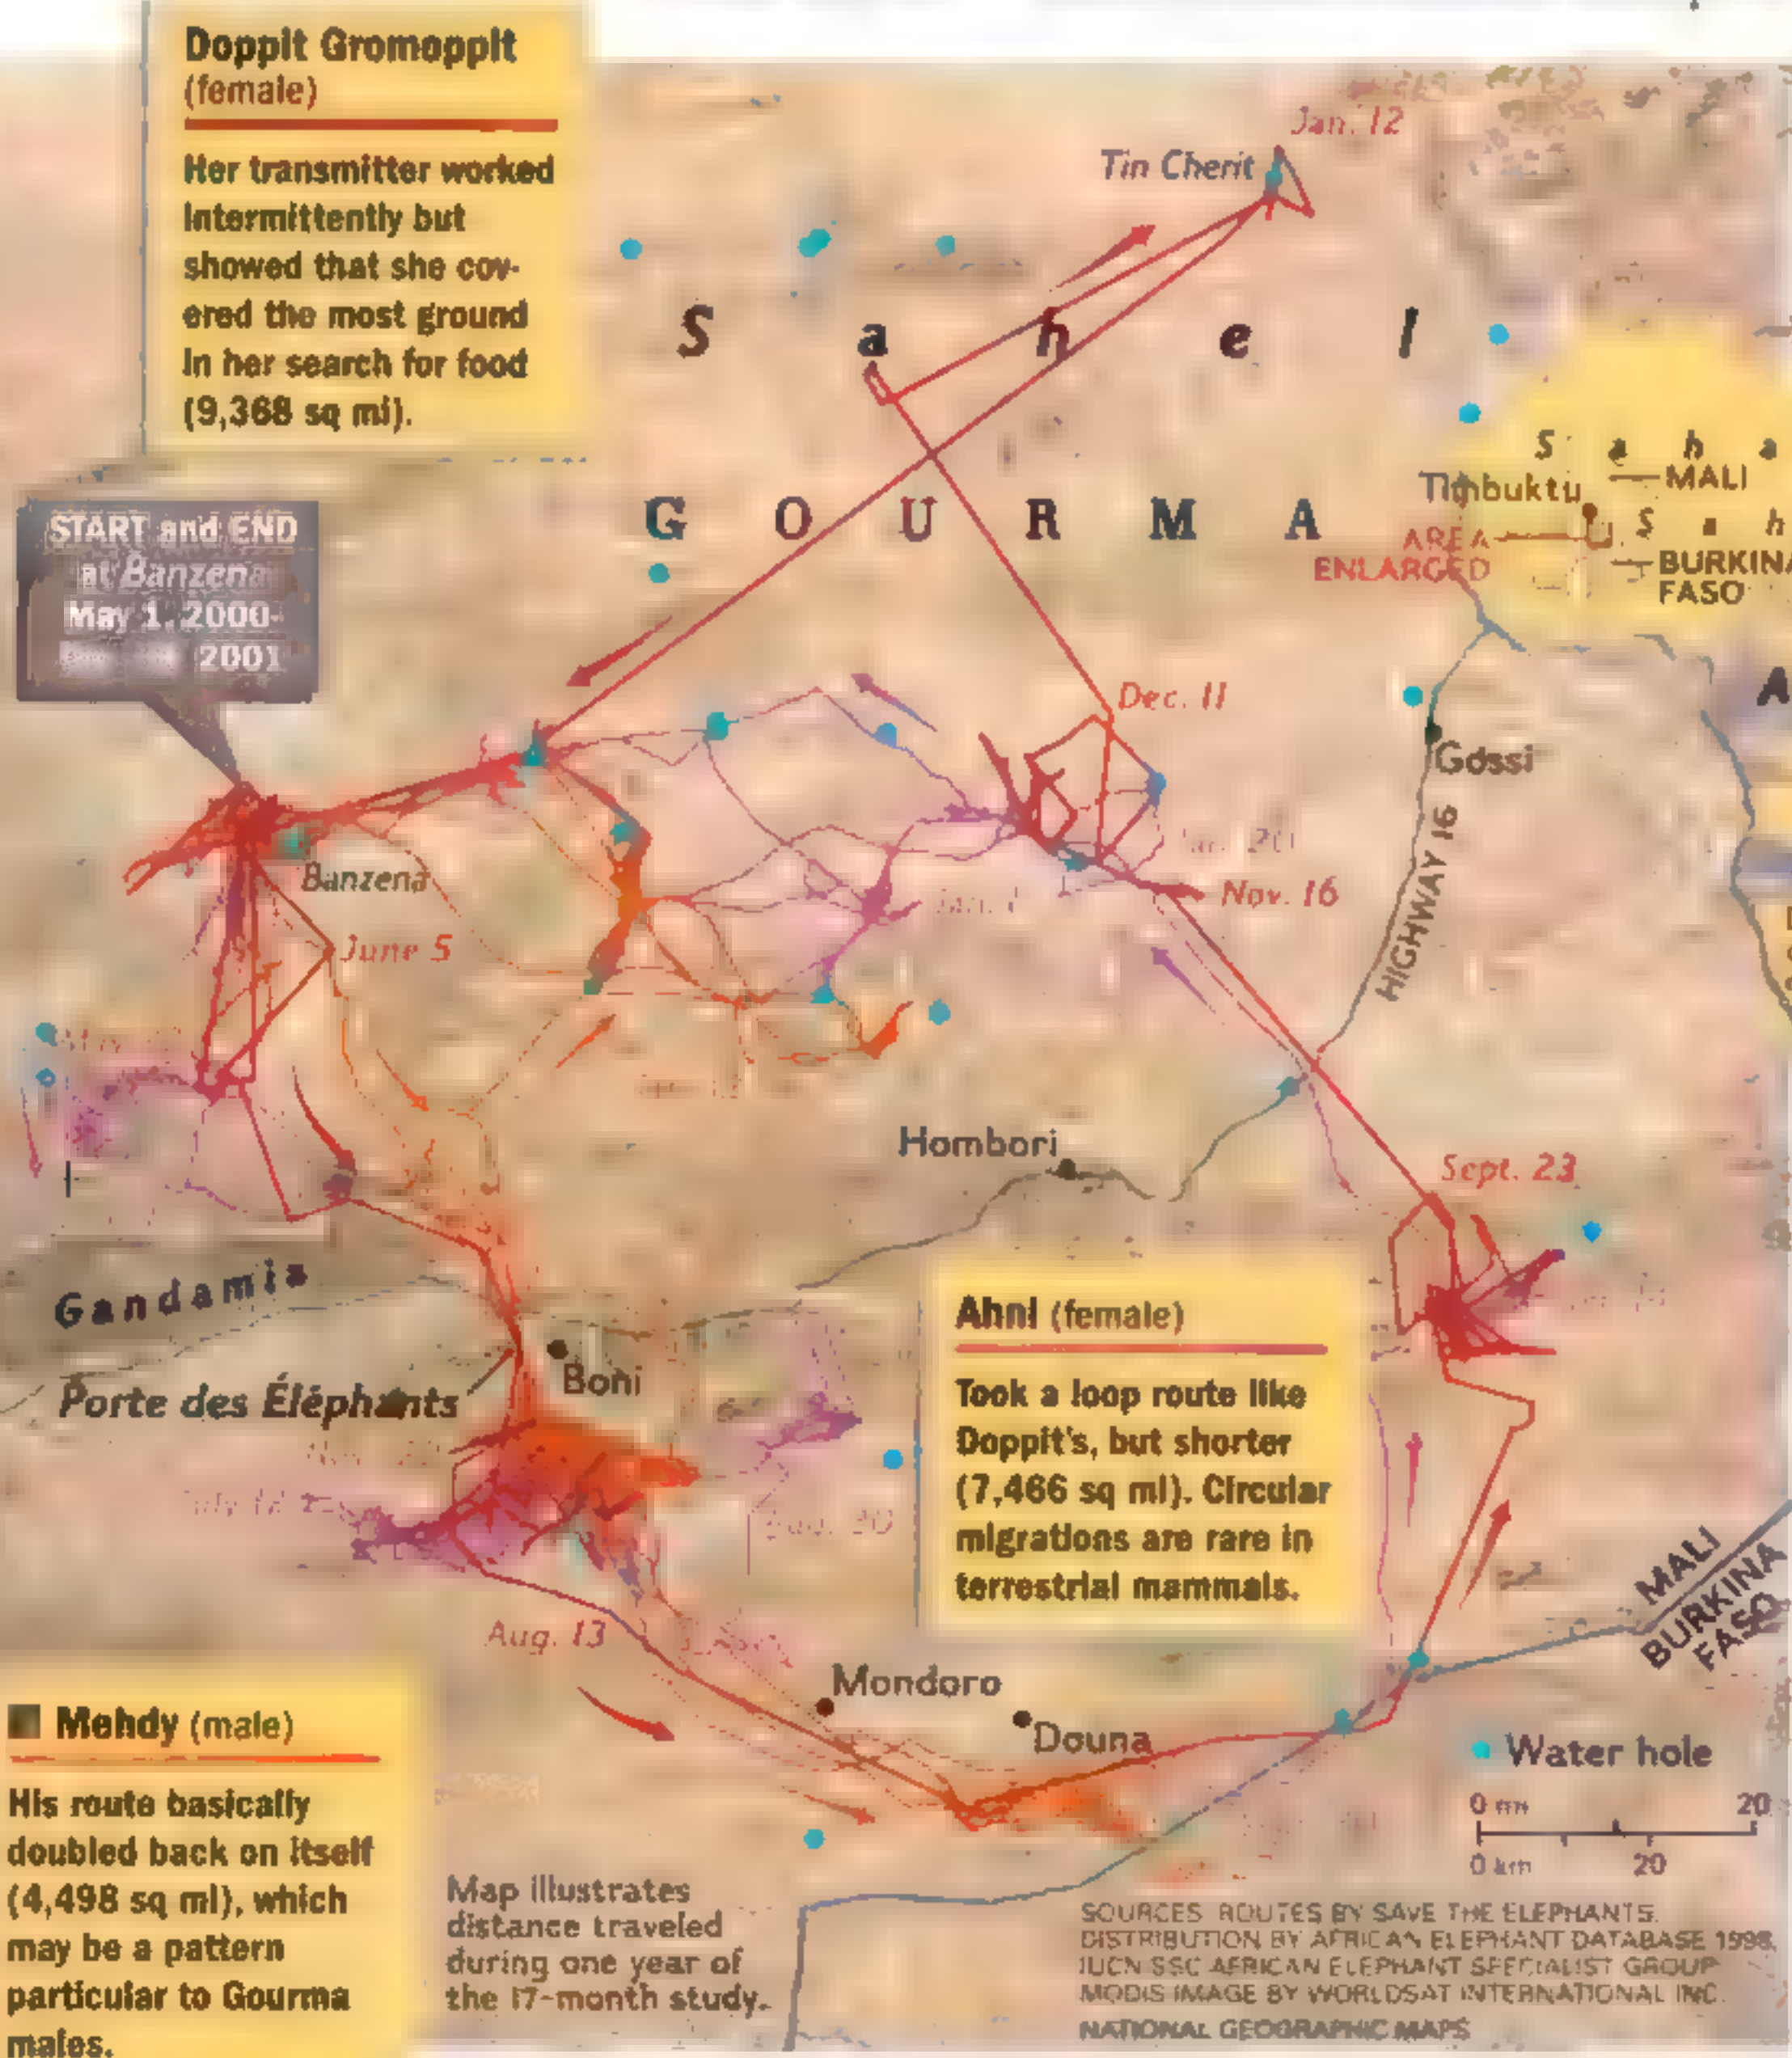 Doppit Gromoppit
(female)
Her transmitter worked
intermittently but
showed that she cov-
ered the most ground
in her search for food
(9,368 sq mi).
Jan. 12
Tin Cherit
S a h e l
S a h a
Timbuktu
MALI
S a h
AREA
ENLARGED
BURKINA
FASO
G O U R M A
START and END
at Banzena
May 1, 2000-
2001
Dec. 11
A
Gossi
HIGHWAY 16
Banzena
Nov. 16
June 5
Hombori
Sept. 23
Gandamia
Porte des Éléphants
Boni
Ahni (female)
Took a loop route like
Doppit's, but shorter
(7,466 sq mi). Circular
migrations are rare in
terrestrial mammals.
July
Aug. 13
MALI
BURKINA
FASO
Mondoro
Douna
Mehdy (male)
His route basically
doubled back on itself
(4,498 sq mi), which
may be a pattern
particular to Gourma
males.
Water hole
0 mi 20
0 km 20
Map illustrates
distance traveled
during one year of
the 17-month study.
SOURCES: ROUTES BY SAVE THE ELEPHANTS.
DISTRIBUTION BY AFRICAN ELEPHANT DATABASE 1998,
IUCN SSC AFRICAN ELEPHANT SPECIALIST GROUP
MODIS IMAGE BY WORLDSAT INTERNATIONAL INC.
NATIONAL GEOGRAPHIC MAPS